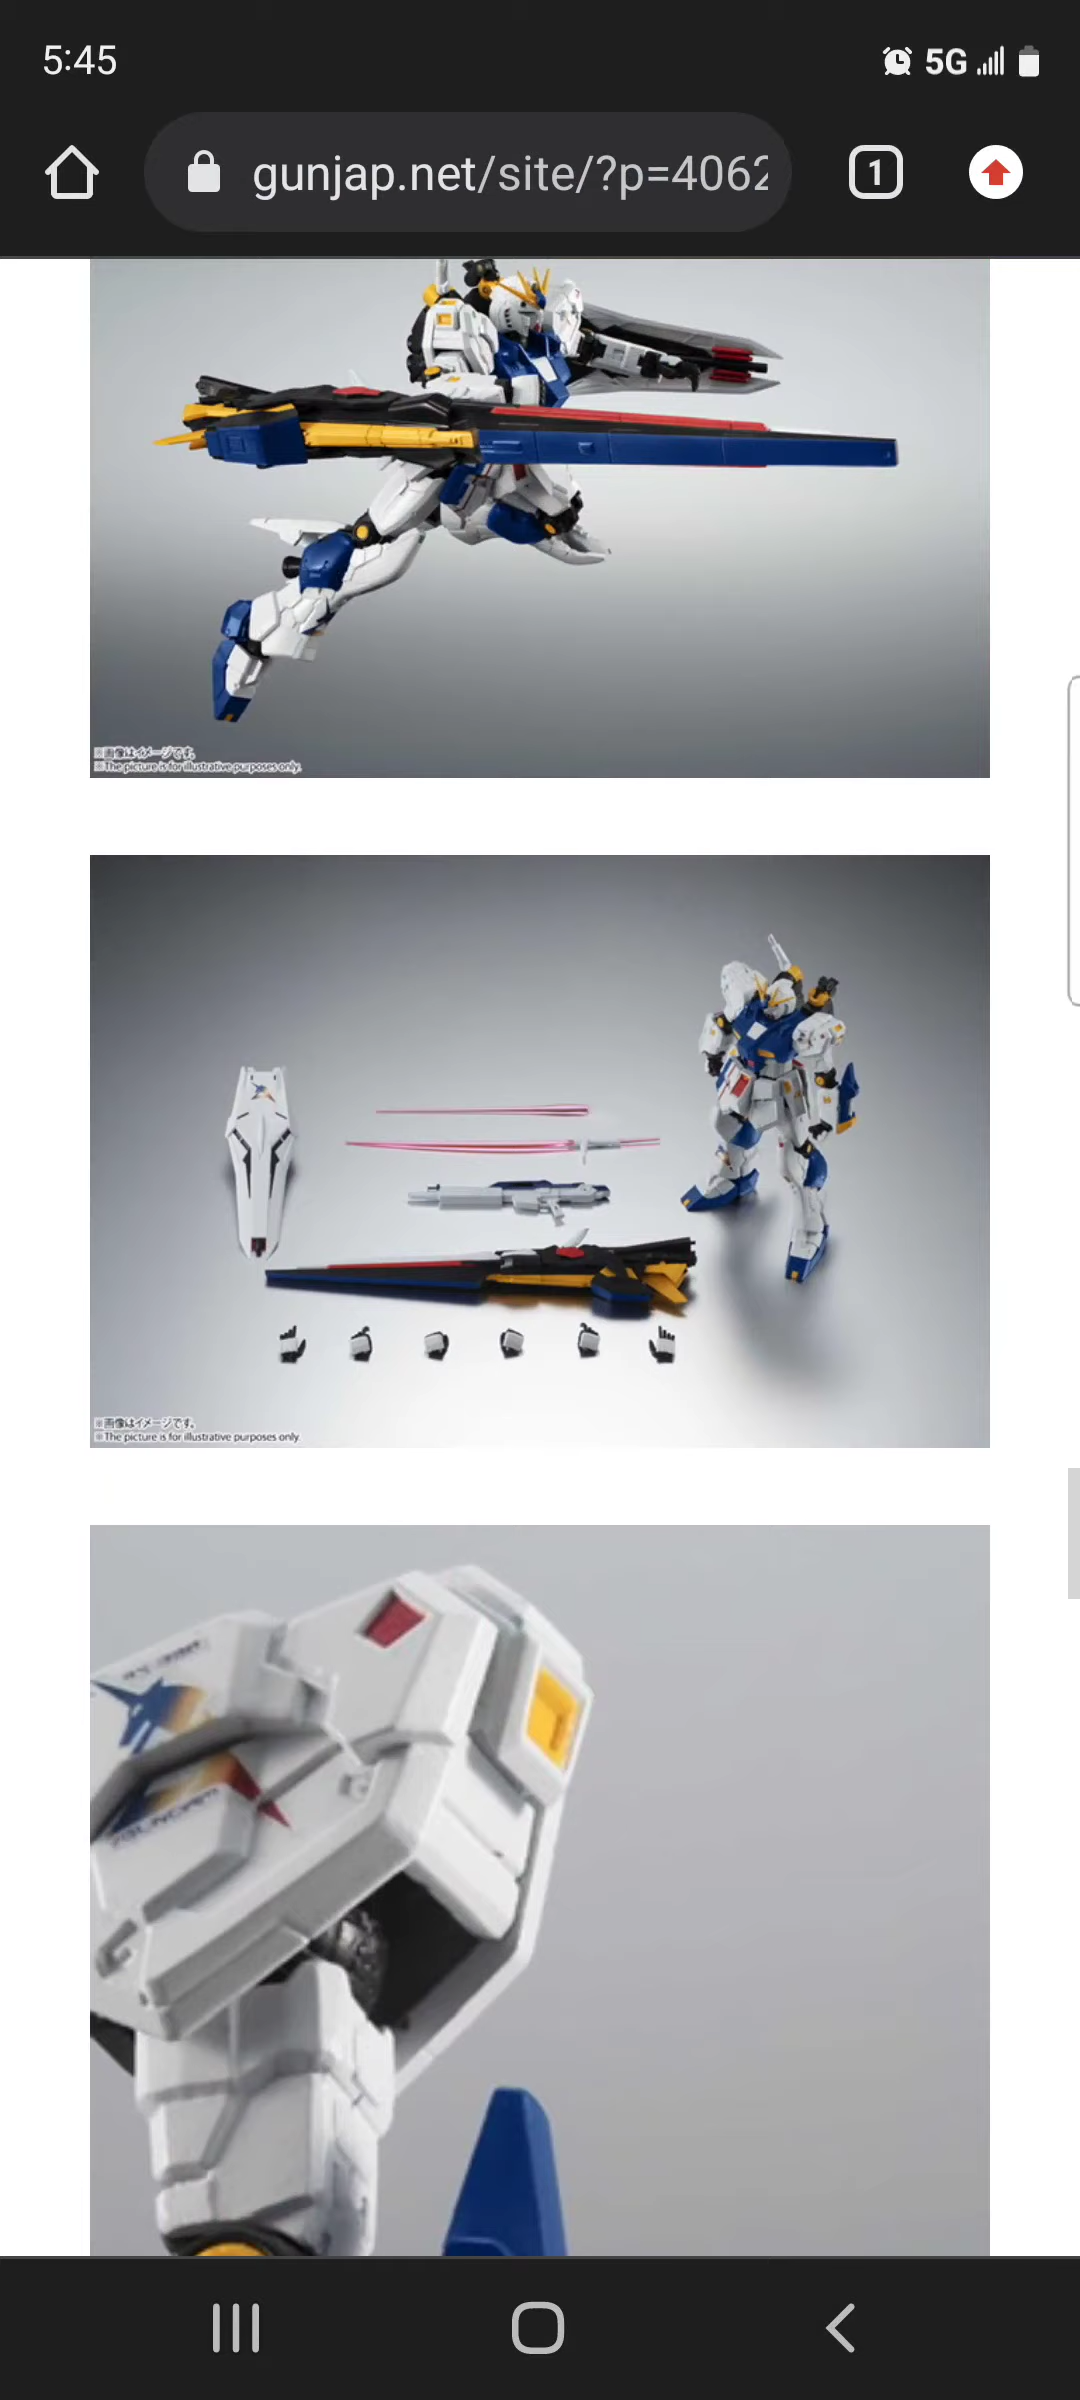 5:45
5G
gunjap.net/site/?p=4062
1
※画像はイメージです。
※The picture is for illustrative purposes only.
※画像はイメージです。
※The picture is for illustrative purposes only.